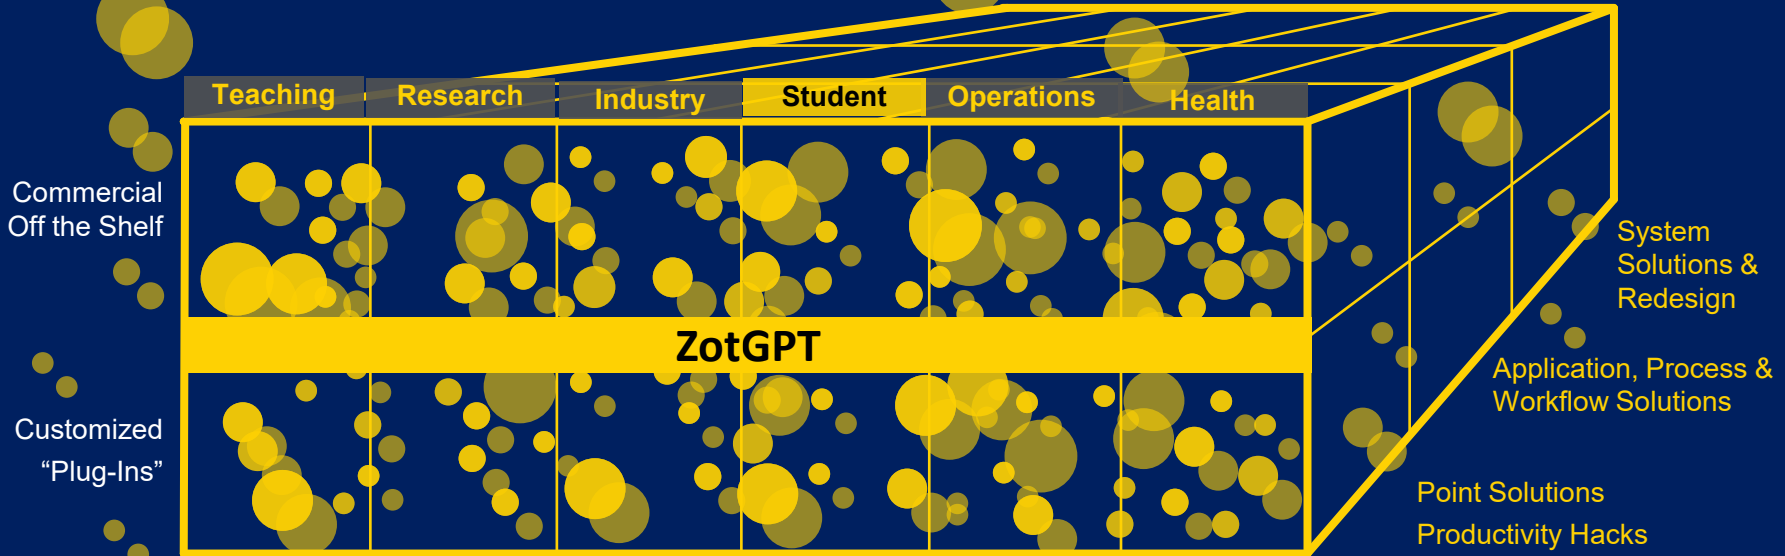 Teaching
Research
Industry
Student
Operations
Health
Commercial
Off the Shelf
ZotGPT
Customized
“Plug-Ins”
System
Solutions &
Redesign
Application, Process &
Workflow Solutions
Point Solutions
Productivity Hacks